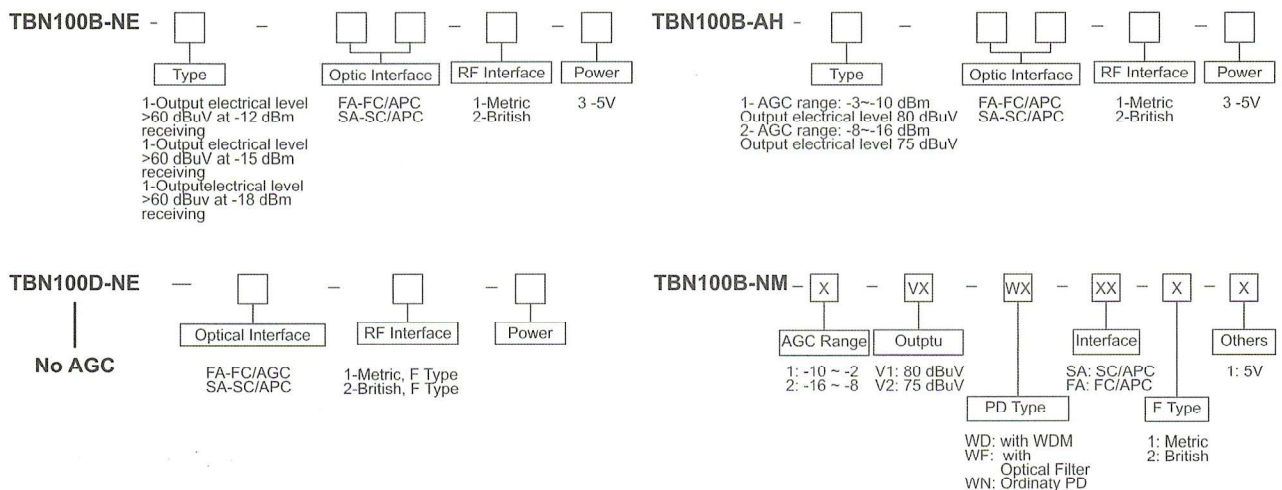 TBN100B-NE - - - -
Type
Optic Interface
RF Interface
Power
1-Output electrical level
>60 dBuV at -12 dBm
receiving
1-Output electrical level
>60 dBuV at -15 dBm
receiving
1-Outputelectrical level
>60 dBuv at -18 dBm
receiving
FA-FC/APC
SA-SC/APC
1-Metric
2-British
3 -5V
TBN100B-AH - - - -
Type
Optic Interface
RF Interface
Power
1- AGC range: -3~-10 dBm
Output electrical level 80 dBuV
2- AGC range: -8~-16 dBm
Output electrical level 75 dBuV
FA-FC/APC
SA-SC/APC
1-Metric
2-British
3 -5V
TBN100D-NE — - -
No AGC
Optical Interface
RF Interface
Power
FA-FC/AGC
SA-SC/APC
1-Metric, F Type
2-British, F Type
TBN100B-NM - X - VX - WX - XX - X - X
AGC Range
Outptu
Interface
Others
1: -10 ~ -2
2: -16 ~ -8
V1: 80 dBuV
V2: 75 dBuV
SA: SC/APC
FA: FC/APC
1: 5V
PD Type
F Type
WD: with WDM
WF: with
Optical Filter
WN: Ordinaty PD
1: Metric
2: British